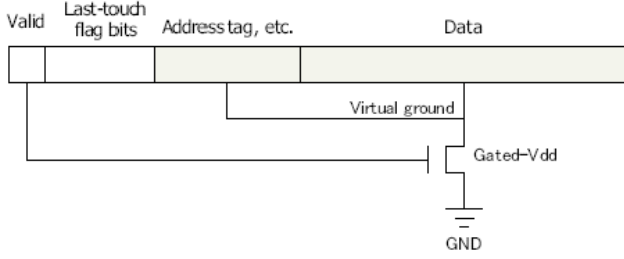 Valid
Last-touch
flag bits
Address tag, etc.
Data
Virtual ground
Gated-Vdd
GND